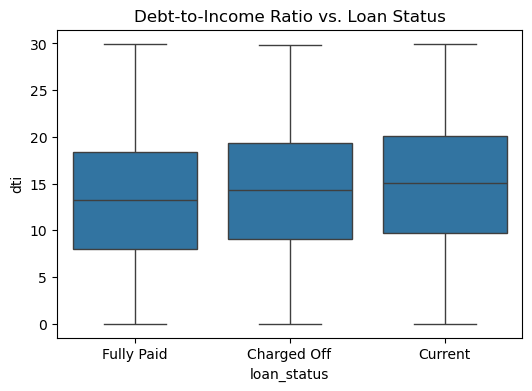 Debt-to-Income Ratio vs. Loan Status
30
25
20
15
10
5
0
dti
Fully Paid
Charged Off
Current
loan_status